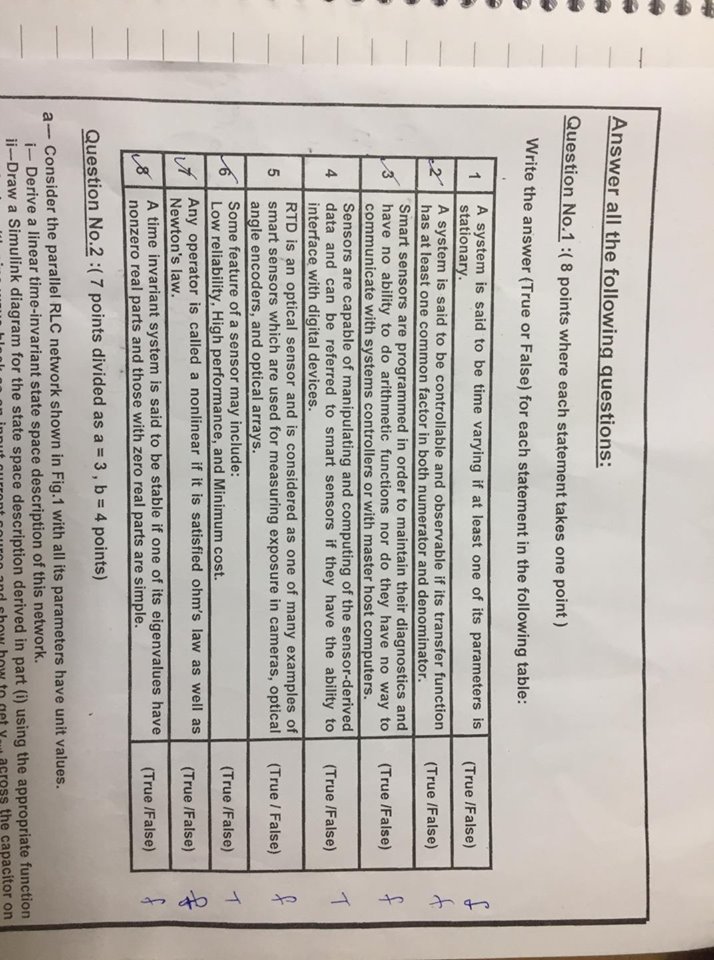 Answer all the following questions:
Question No.1 :( 8 points where each statement takes one point )
Write the answer (True or False) for each statement in the following table:
1 A system is said to be time varying if at least one of its parameters is (True /False) f
stationary.
2 A system is said to be controllable and observable if its transfer function (True /False) f
has at least one common factor in both numerator and denominator.
3 Smart sensors are programmed in order to maintain their diagnostics and
have no ability to do arithmetic functions nor do they have no way to (True /False) f
communicate with systems controllers or with master host computers.
4 Sensors are capable of manipulating and computing of the sensor-derived
data and can be referred to smart sensors if they have the ability to (True /False) T
interface with digital devices.
5 RTD is an optical sensor and is considered as one of many examples of
smart sensors which are used for measuring exposure in cameras, optical (True / False) f
angle encoders, and optical arrays.
6 Some feature of a sensor may include: (True /False) T
Low reliability, High performance, and Minimum cost.
7 Any operator is called a nonlinear if it is satisfied ohm's law as well as (True /False)
Newton's law.
8 A time invariant system is said to be stable if one of its eigenvalues have (True /False) f
nonzero real parts and those with zero real parts are simple.
Question No.2 :( 7 points divided as a = 3 , b = 4 points)
a— Consider the parallel RLC network shown in Fig.1 with all its parameters have unit values.
i— Derive a linear time-invariant state space description of this network.
ii—Draw a Simulink diagram for the state space description derived in part (i) using the appropriate function
block as an input current source and show how to get across the capacitor on